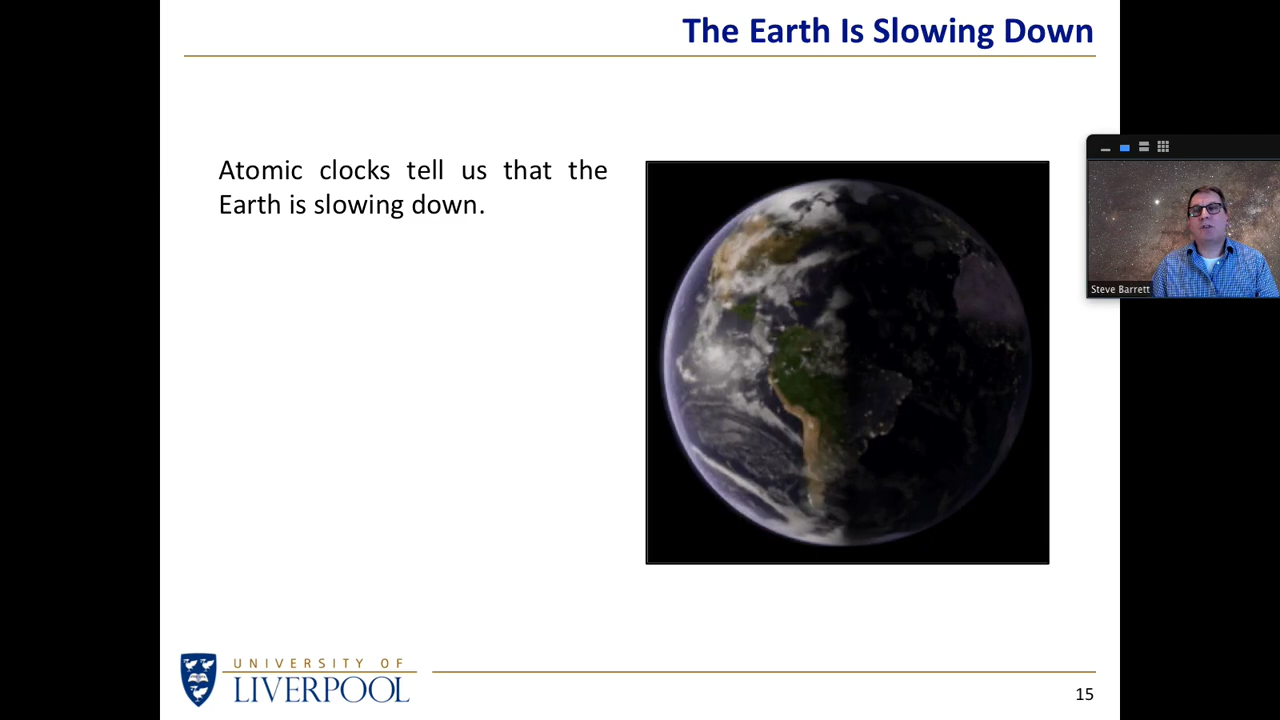 The Earth Is Slowing Down
Atomic clocks tell us that the
Earth is slowing down.
Steve Barrett
UNIVERSITY OF
LIVERPOOL
15